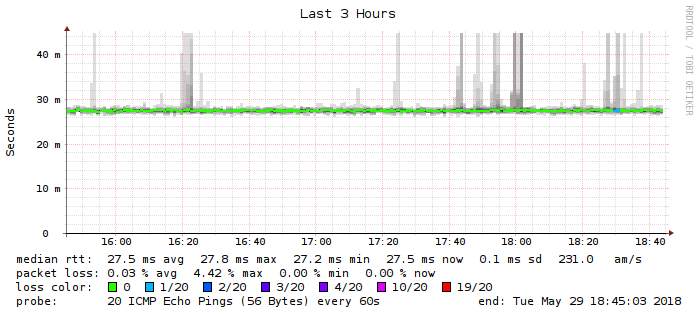 Last 3 Hours
RRDTOOL / TOBI OETIKER
Seconds
40 m
30 m
20 m
10 m
0
16:00 16:20 16:40 17:00 17:20 17:40 18:00 18:20 18:40
median rtt: 27.5 ms avg 27.8 ms max 27.2 ms min 27.5 ms now 0.1 ms sd 231.0 am/s
packet loss: 0.03 % avg 4.42 % max 0.00 % min 0.00 % now
loss color: 0 1/20 2/20 3/20 4/20 10/20 19/20
probe: 20 ICMP Echo Pings (56 Bytes) every 60s end: Tue May 29 18:45:03 2018